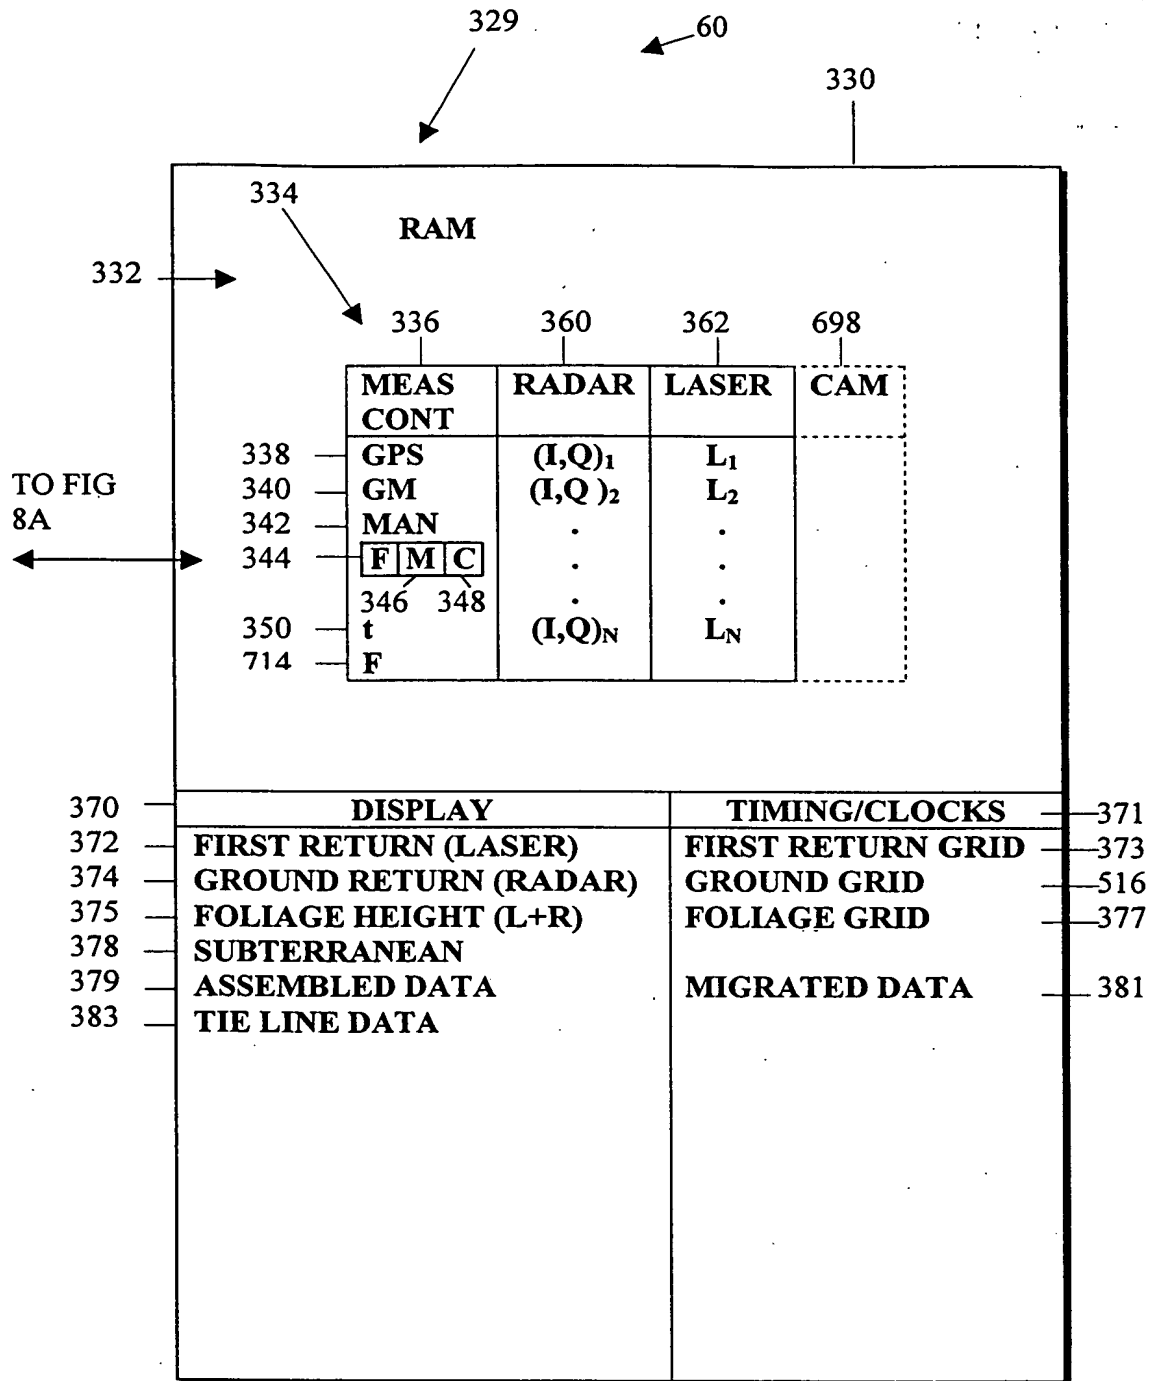 329
60
330
334
RAM
332
336 360 362 698
MEAS CONT RADAR LASER CAM
338 GPS (I,Q)₁ L₁
TO FIG 8A
340 GM (I,Q )₂ L₂
342 MAN . .
344 F M C . .
346 348 . .
350 t (I,Q)N LN
714 F
370 DISPLAY TIMING/CLOCKS 371
372 FIRST RETURN (LASER) FIRST RETURN GRID 373
374 GROUND RETURN (RADAR) GROUND GRID 516
375 FOLIAGE HEIGHT (L+R) FOLIAGE GRID 377
378 SUBTERRANEAN
379 ASSEMBLED DATA MIGRATED DATA 381
383 TIE LINE DATA